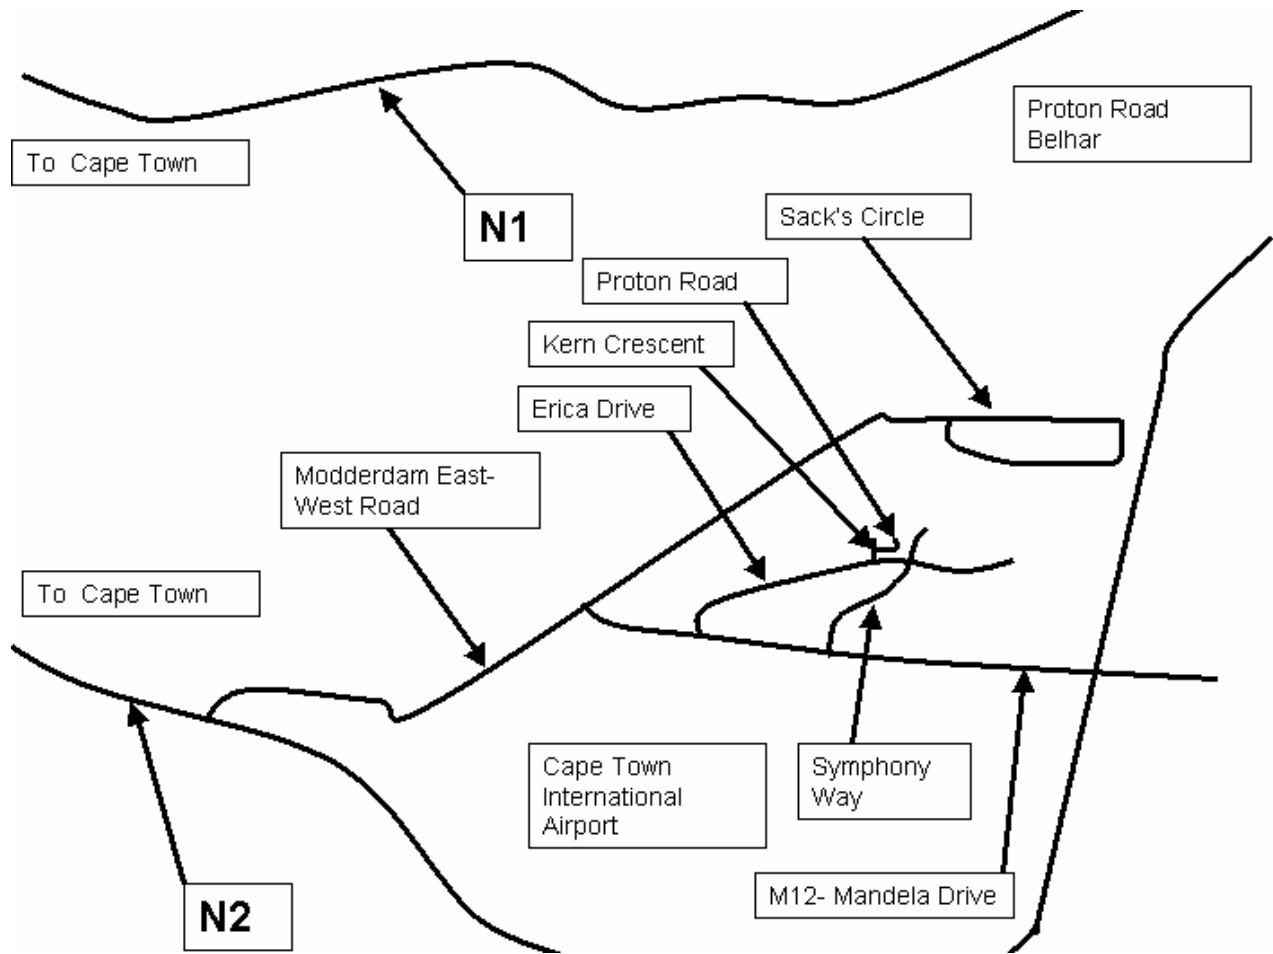 Proton Road
Belhar
To  Cape Town
N1
Sack's Circle
Proton Road
Kern Crescent
Erica Drive
Modderdam East-
West Road
To  Cape Town
Cape Town
International
Airport
Symphony
Way
M12- Mandela Drive
N2